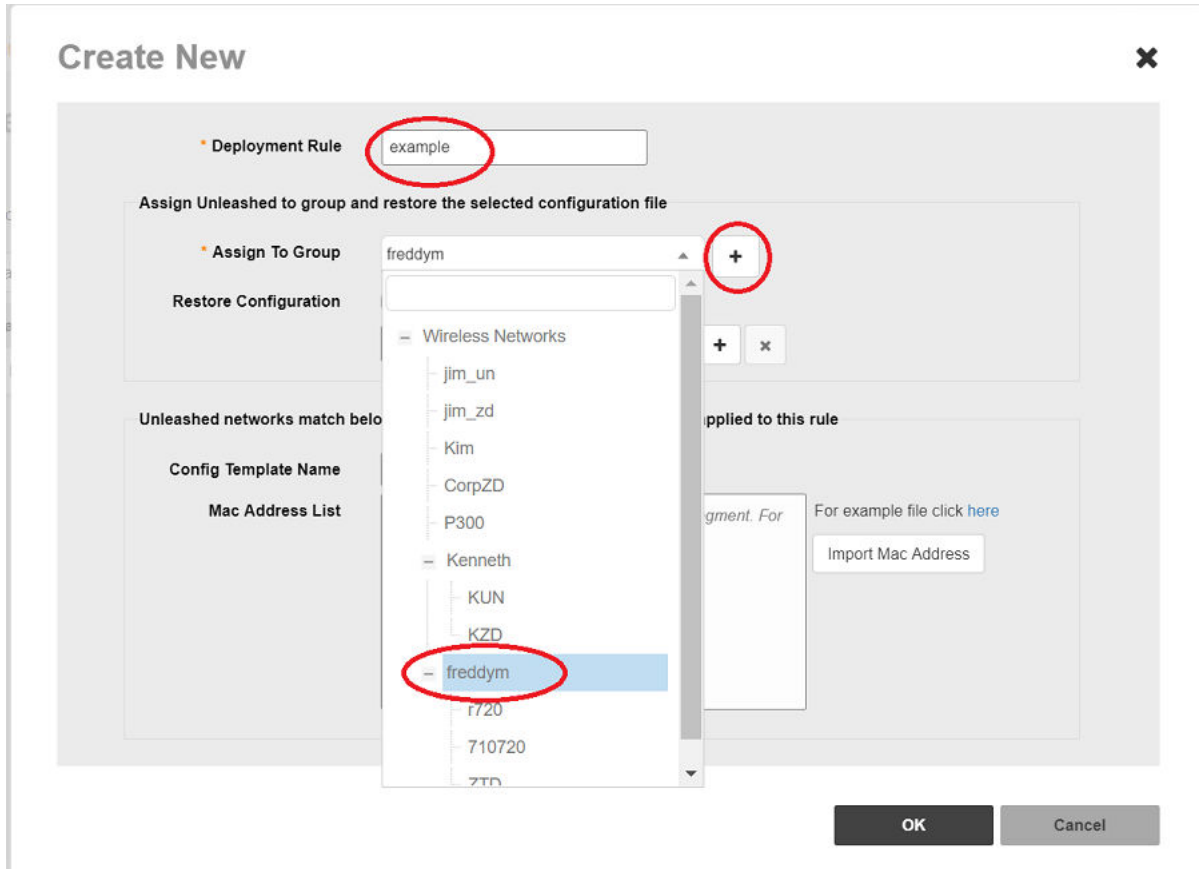 Create New
* Deployment Rule example
Assign Unleashed to group and restore the selected configuration file
* Assign To Group freddym
Restore Configuration
Wireless Networks
jim_un
jim_zd
Kim
CorpZD
P300
Kenneth
KUN
KZD
freddym
r720
710720
ZTD
Unleashed networks match belo
pplied to this rule
Config Template Name
Mac Address List
gment. For
For example file click here
Import Mac Address
OK Cancel